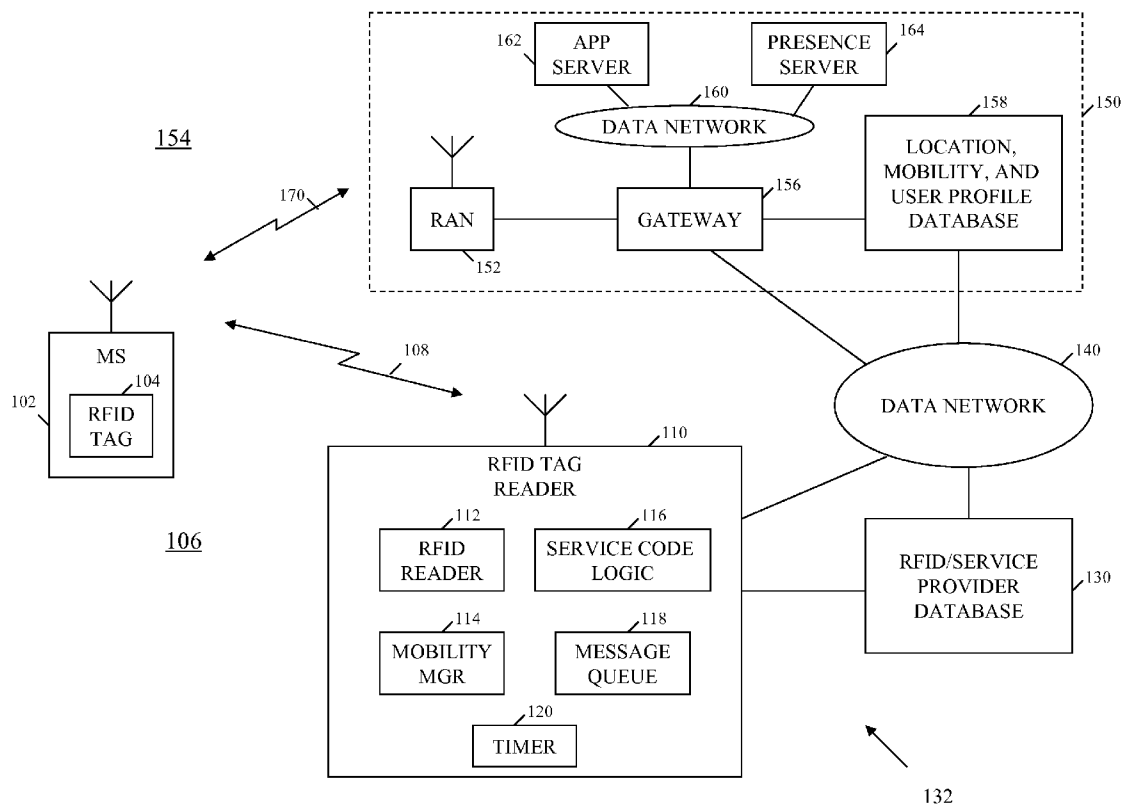 162
APP
SERVER
PRESENCE
SERVER
164
160
DATA NETWORK
158
150
154
LOCATION,
MOBILITY, AND
USER PROFILE
DATABASE
170
156
RAN
GATEWAY
152
MS
108
140
102
104
RFID
TAG
DATA NETWORK
110
RFID TAG
READER
106
112
116
RFID
READER
SERVICE CODE
LOGIC
RFID/SERVICE
PROVIDER
DATABASE
130
114
118
MOBILITY
MGR
MESSAGE
QUEUE
120
TIMER
132